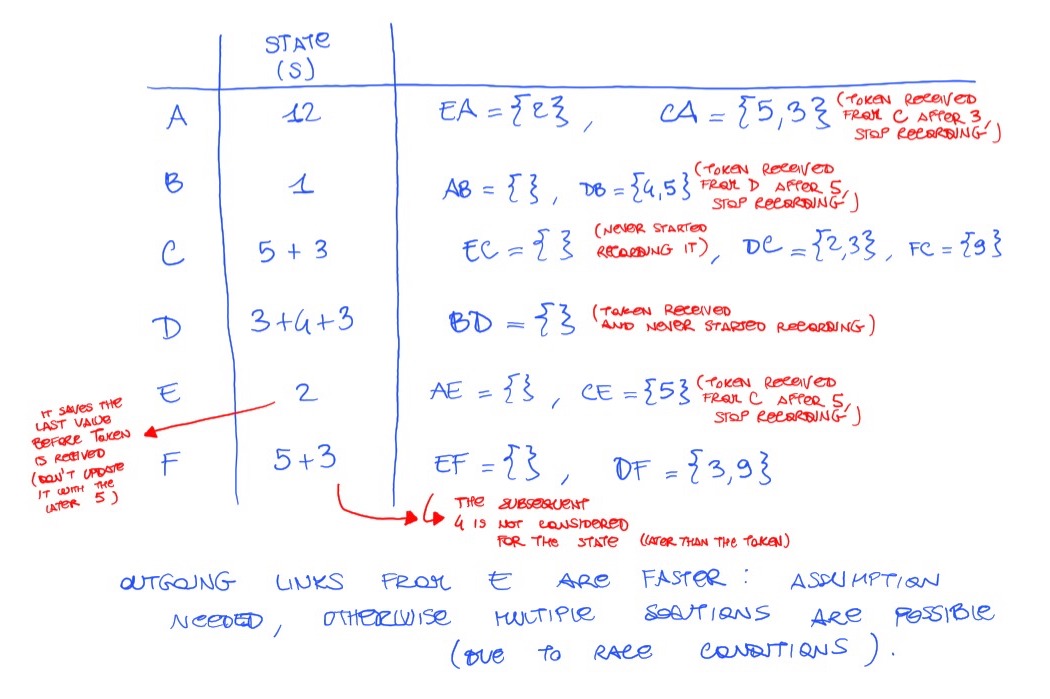 STATE
(S)
A 12 EA = {2}, CA = {5,3} (TOKEN RECEIVED
FROM C AFTER 3,
STOP RECORDING)
B 1 AB = { }, DB = {4,5} (TOKEN RECEIVED
FROM D AFTER 5,
STOP RECORDING)
C 5 + 3 EC = { } (NEVER STARTED
RECORDING IT), DC = {2,3}, FC = {9}
D 3+4+3 BD = { } (TOKEN RECEIVED
AND NEVER STARTED RECORDING)
E 2 AE = { }, CE = {5} (TOKEN RECEIVED
FROM C AFTER 5,
STOP RECORDING)
IT SAVES THE
LAST VALUE
BEFORE TOKEN
IS RECEIVED
(DON'T UPDATE
IT WITH THE
LATER 5)
F 5+3 EF = { }, DF = {3,9}
THE SUBSEQUENT
4 IS NOT CONSIDERED
FOR THE STATE (LATER THAN THE TOKEN)
OUTGOING LINKS FROM E ARE FASTER: ASSUMPTION
NEEDED, OTHERWISE MULTIPLE SOLUTIONS ARE POSSIBLE
(DUE TO RACE CONDITIONS).